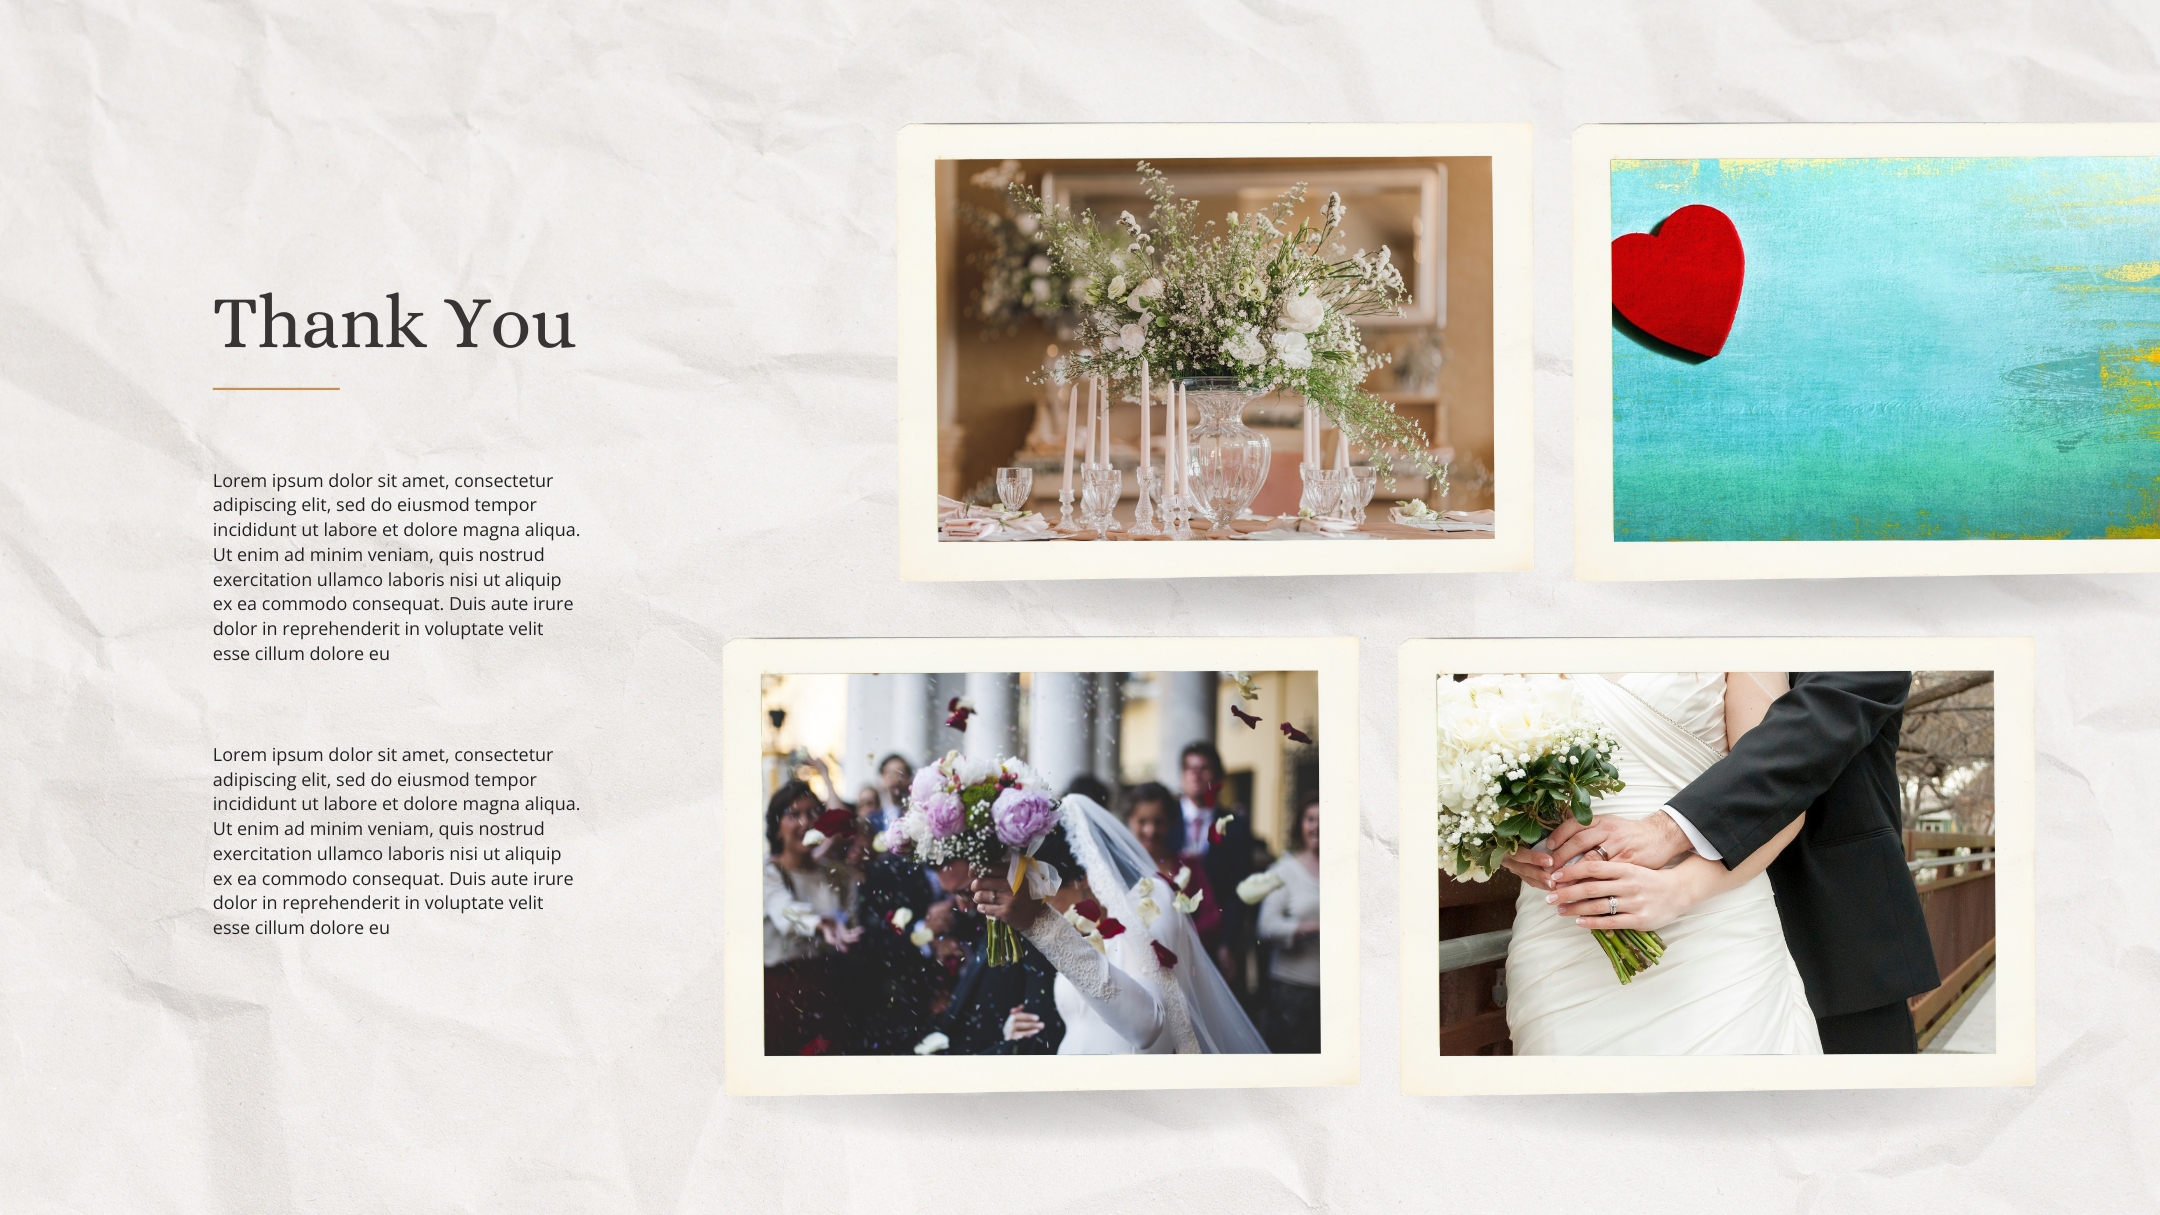 Thank You
Lorem ipsum dolor sit amet, consectetur
adipiscing elit, sed do eiusmod tempor
incididunt ut labore et dolore magna aliqua.
Ut enim ad minim veniam, quis nostrud
exercitation ullamco laboris nisi ut aliquip
ex ea commodo consequat. Duis aute irure
dolor in reprehenderit in voluptate velit
esse cillum dolore eu
Lorem ipsum dolor sit amet, consectetur
adipiscing elit, sed do eiusmod tempor
incididunt ut labore et dolore magna aliqua.
Ut enim ad minim veniam, quis nostrud
exercitation ullamco laboris nisi ut aliquip
ex ea commodo consequat. Duis aute irure
dolor in reprehenderit in voluptate velit
esse cillum dolore eu